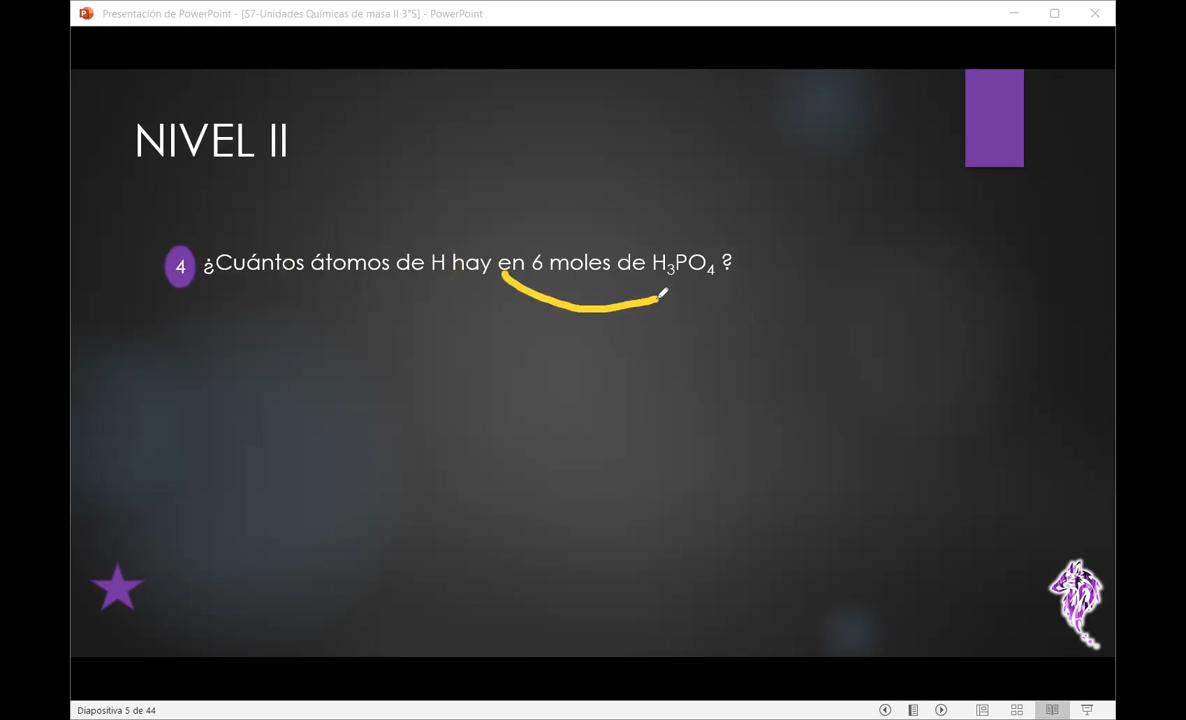 Presentación de PowerPoint - [S7-Unidades Químicas de masa II 3°S] - PowerPoint
NIVEL II
4 ¿Cuántos átomos de H hay en 6 moles de H₃PO₄ ?
Diapositiva 5 de 44